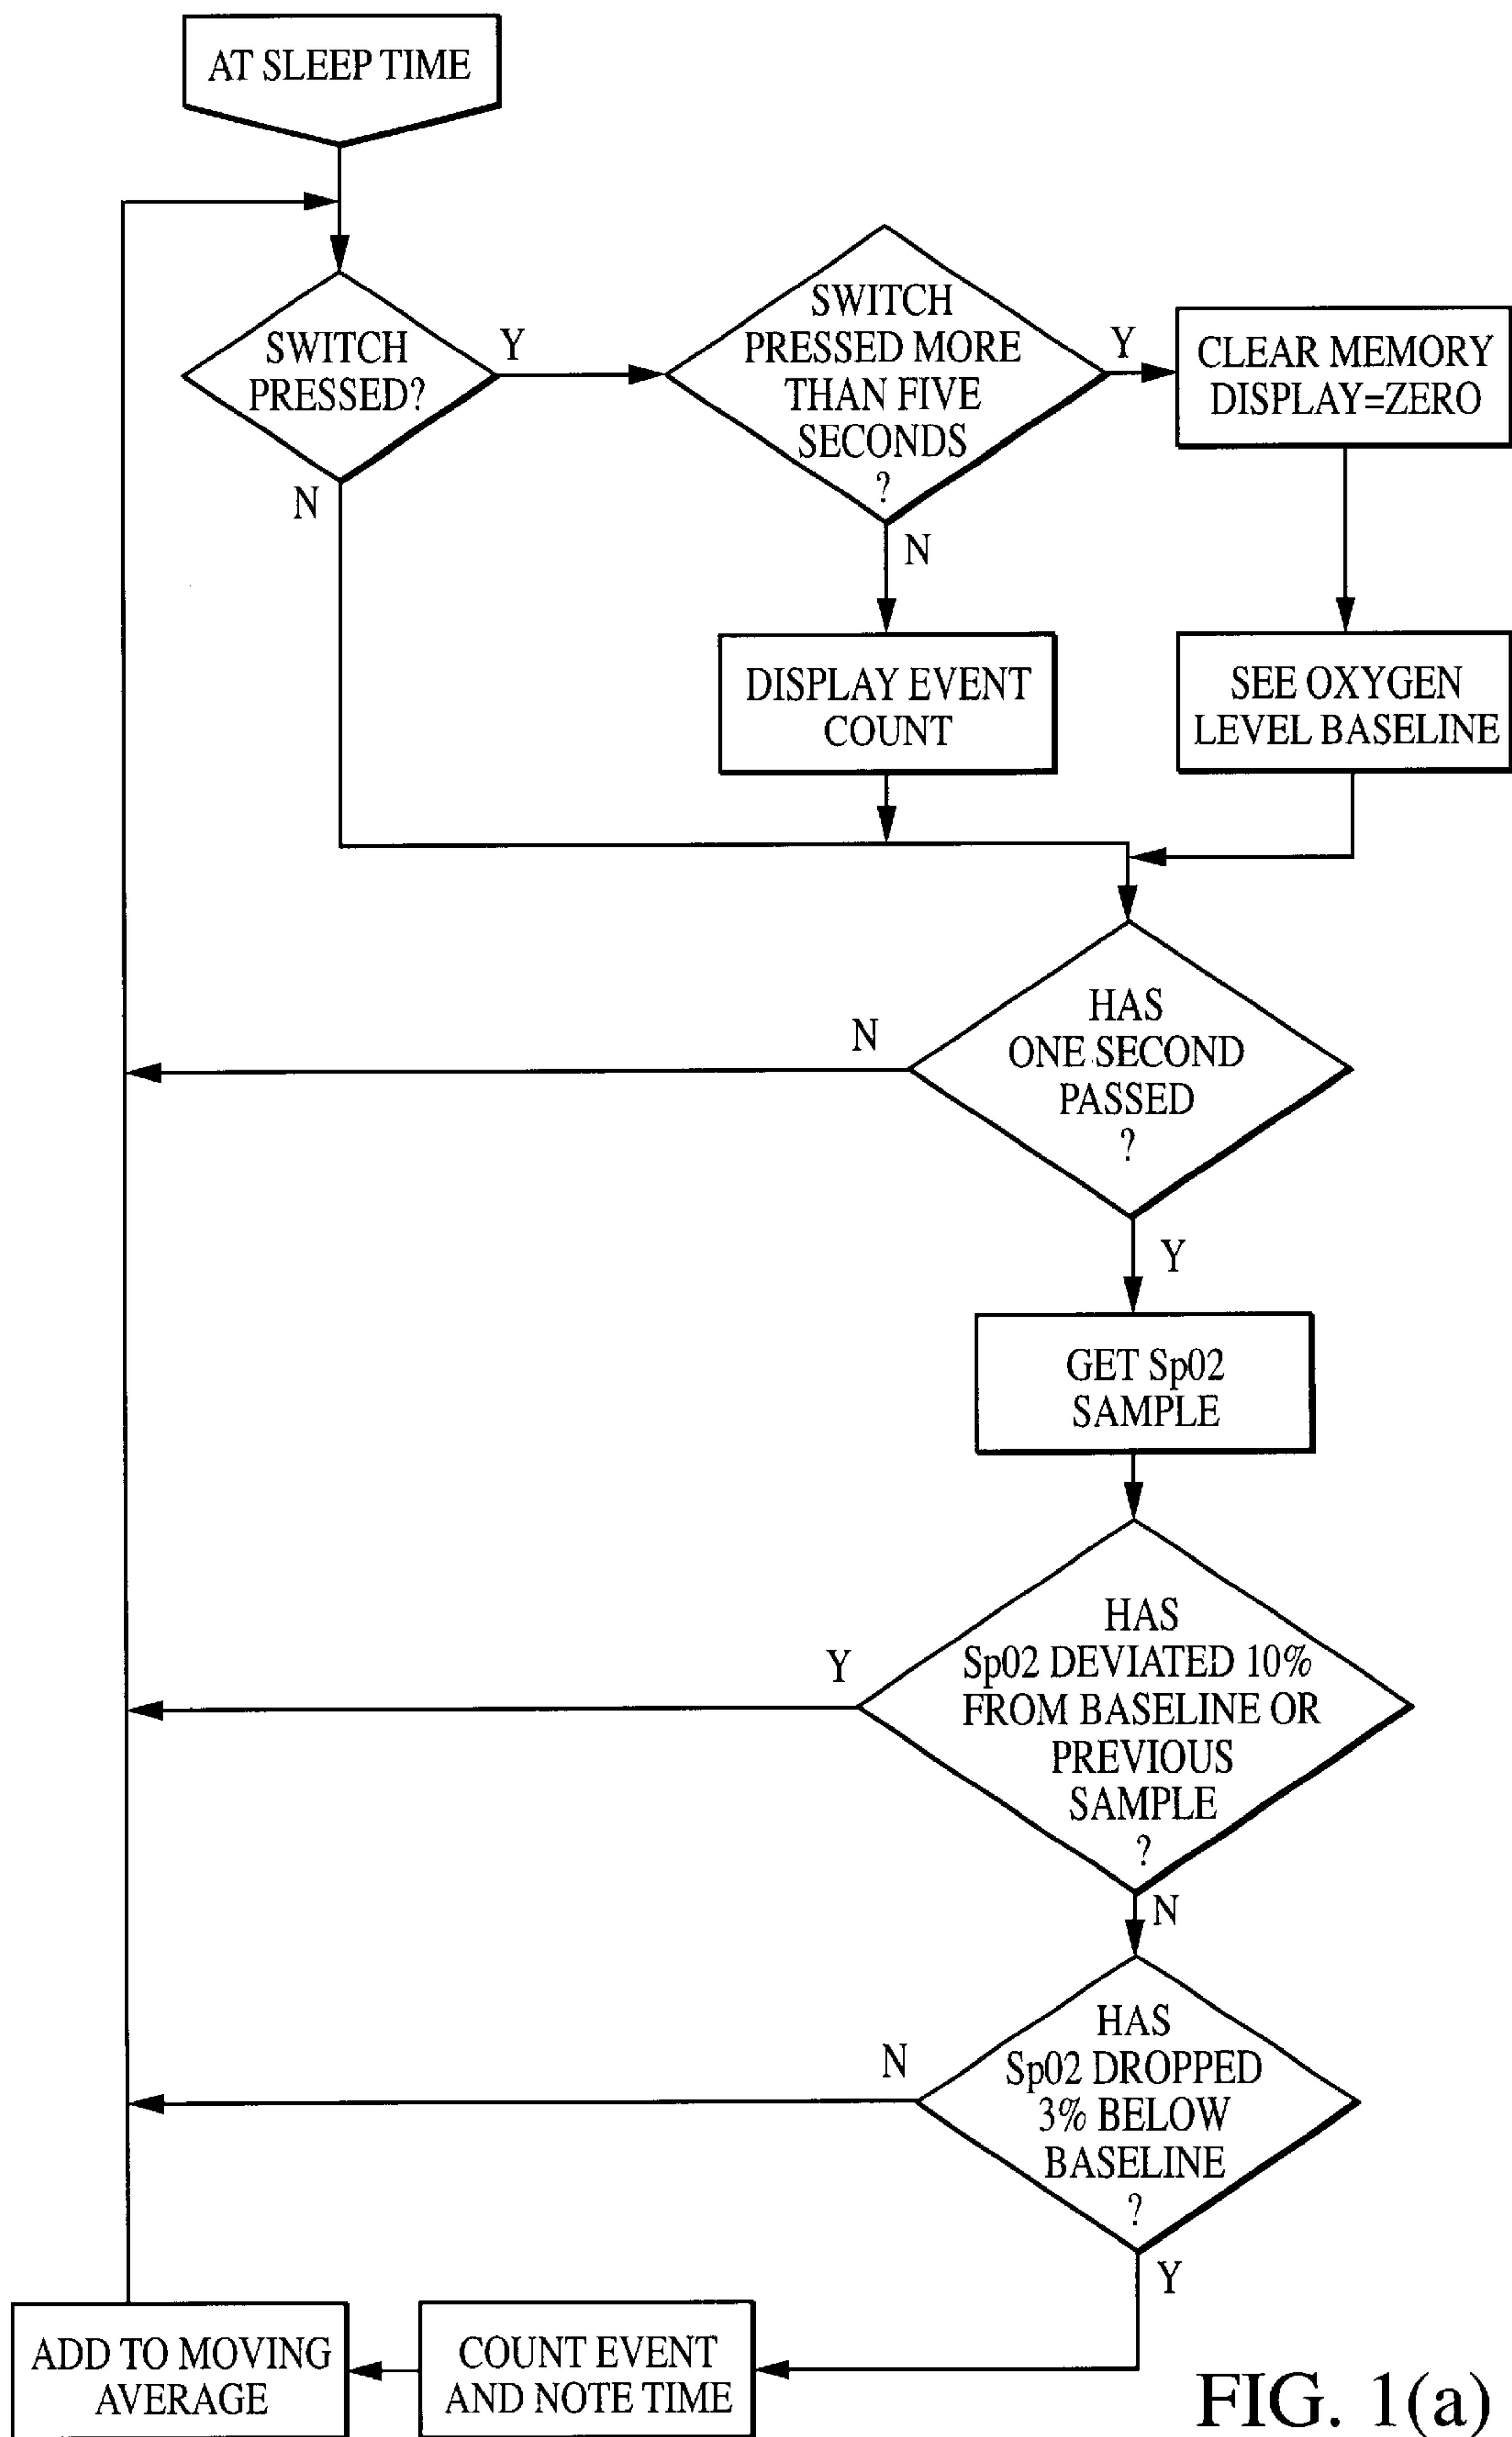 AT SLEEP TIME
SWITCH
PRESSED?
Y
N
SWITCH
PRESSED MORE
THAN FIVE
SECONDS
?
Y
N
CLEAR MEMORY
DISPLAY=ZERO
DISPLAY EVENT
COUNT
SEE OXYGEN
LEVEL BASELINE
HAS
ONE SECOND
PASSED
?
N
Y
GET Sp02
SAMPLE
HAS
Sp02 DEVIATED 10%
FROM BASELINE OR
PREVIOUS
SAMPLE
?
Y
N
HAS
Sp02 DROPPED
3% BELOW
BASELINE
?
N
Y
COUNT EVENT
AND NOTE TIME
ADD TO MOVING
AVERAGE
FIG. 1(a)